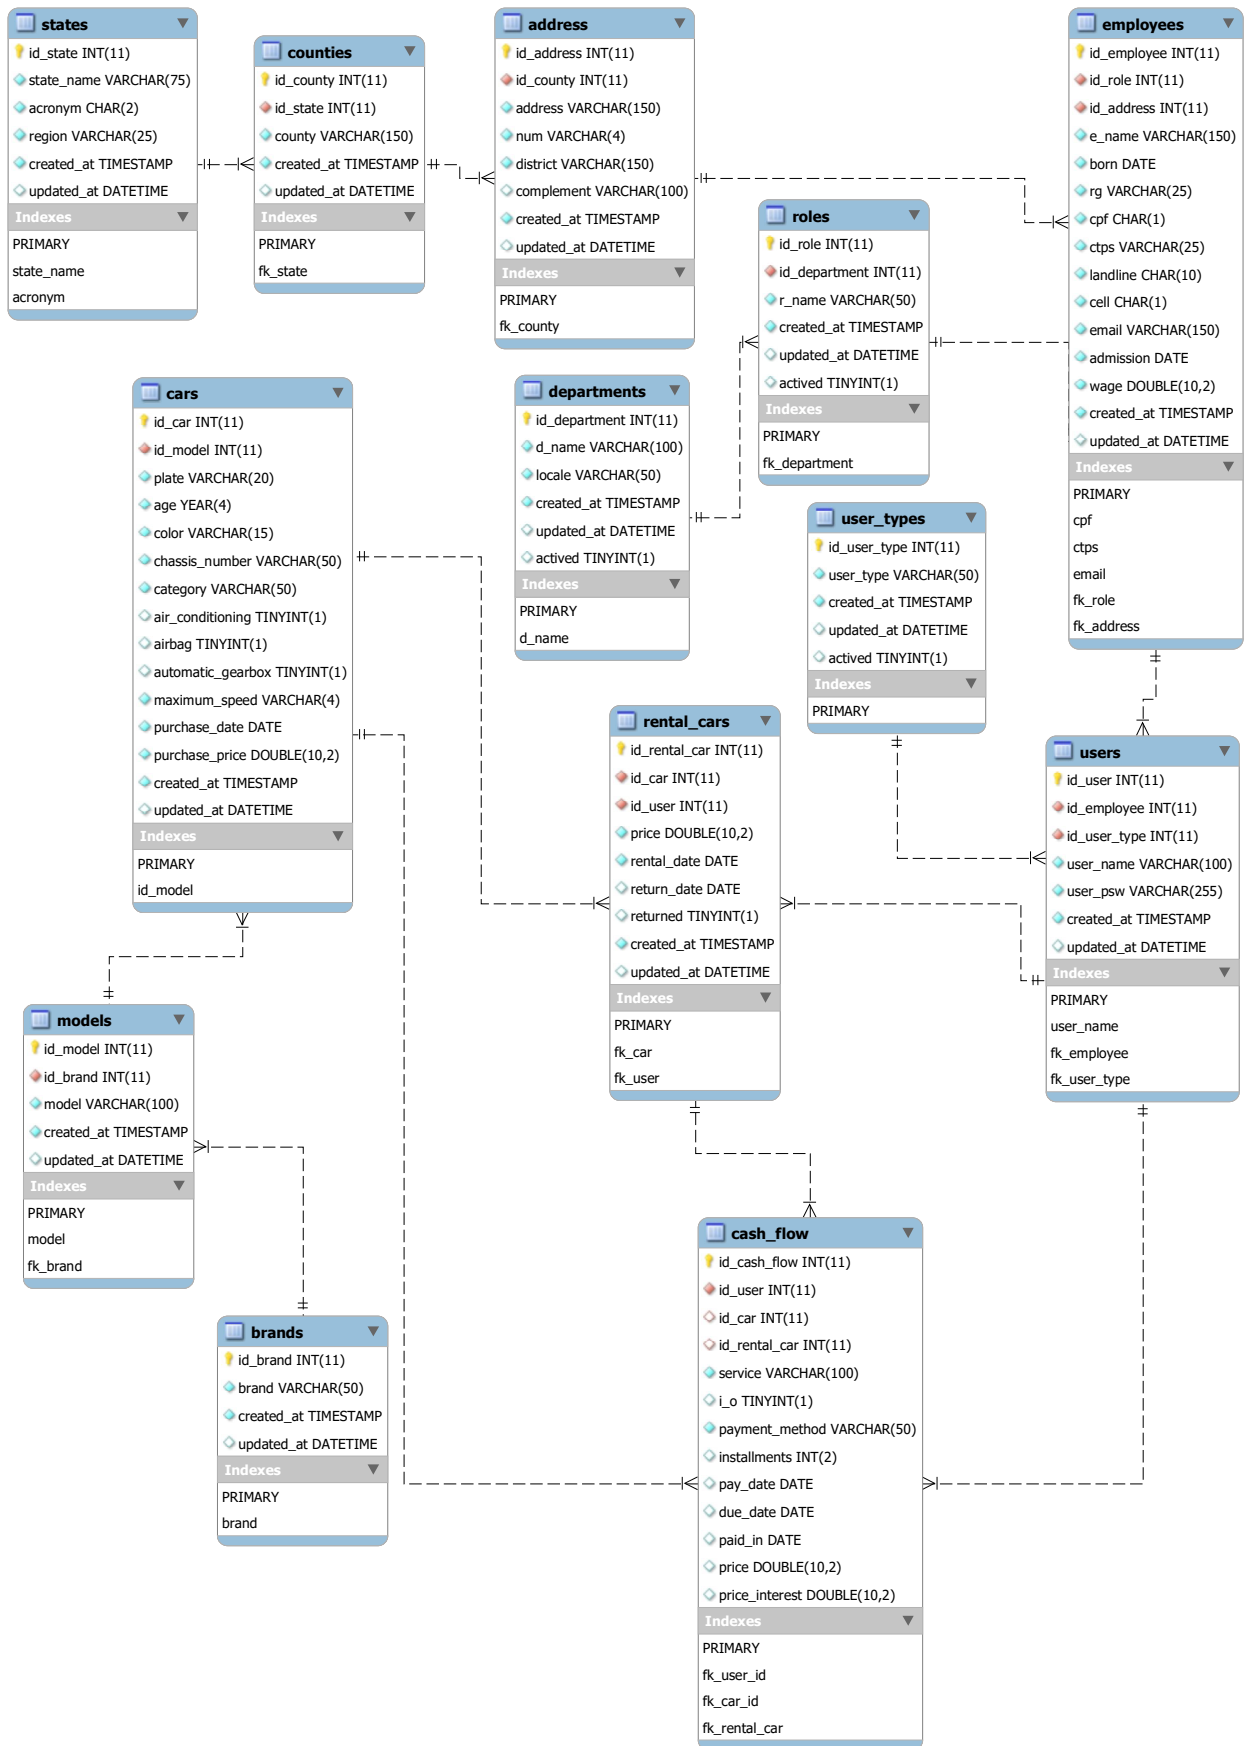 states
id_state INT(11)
state_name VARCHAR(75)
acronym CHAR(2)
region VARCHAR(25)
created_at TIMESTAMP
updated_at DATETIME
Indexes
PRIMARY
state_name
acronym
counties
id_county INT(11)
id_state INT(11)
county VARCHAR(150)
created_at TIMESTAMP
updated_at DATETIME
Indexes
PRIMARY
fk_state
address
id_address INT(11)
id_county INT(11)
address VARCHAR(150)
num VARCHAR(4)
district VARCHAR(150)
complement VARCHAR(100)
created_at TIMESTAMP
updated_at DATETIME
Indexes
PRIMARY
fk_county
employees
id_employee INT(11)
id_role INT(11)
id_address INT(11)
e_name VARCHAR(150)
born DATE
rg VARCHAR(25)
cpf CHAR(1)
ctps VARCHAR(25)
landline CHAR(10)
cell CHAR(1)
email VARCHAR(150)
admission DATE
wage DOUBLE(10,2)
created_at TIMESTAMP
updated_at DATETIME
Indexes
PRIMARY
cpf
ctps
email
fk_role
fk_address
roles
id_role INT(11)
id_department INT(11)
r_name VARCHAR(50)
created_at TIMESTAMP
updated_at DATETIME
actived TINYINT(1)
Indexes
PRIMARY
fk_department
cars
id_car INT(11)
id_model INT(11)
plate VARCHAR(20)
age YEAR(4)
color VARCHAR(15)
chassis_number VARCHAR(50)
category VARCHAR(50)
air_conditioning TINYINT(1)
airbag TINYINT(1)
automatic_gearbox TINYINT(1)
maximum_speed VARCHAR(4)
purchase_date DATE
purchase_price DOUBLE(10,2)
created_at TIMESTAMP
updated_at DATETIME
Indexes
PRIMARY
id_model
departments
id_department INT(11)
d_name VARCHAR(100)
locale VARCHAR(50)
created_at TIMESTAMP
updated_at DATETIME
actived TINYINT(1)
Indexes
PRIMARY
d_name
user_types
id_user_type INT(11)
user_type VARCHAR(50)
created_at TIMESTAMP
updated_at DATETIME
actived TINYINT(1)
Indexes
PRIMARY
rental_cars
id_rental_car INT(11)
id_car INT(11)
id_user INT(11)
price DOUBLE(10,2)
rental_date DATE
return_date DATE
returned TINYINT(1)
created_at TIMESTAMP
updated_at DATETIME
Indexes
PRIMARY
fk_car
fk_user
users
id_user INT(11)
id_employee INT(11)
id_user_type INT(11)
user_name VARCHAR(100)
user_psw VARCHAR(255)
created_at TIMESTAMP
updated_at DATETIME
Indexes
PRIMARY
user_name
fk_employee
fk_user_type
models
id_model INT(11)
id_brand INT(11)
model VARCHAR(100)
created_at TIMESTAMP
updated_at DATETIME
Indexes
PRIMARY
model
fk_brand
brands
id_brand INT(11)
brand VARCHAR(50)
created_at TIMESTAMP
updated_at DATETIME
Indexes
PRIMARY
brand
cash_flow
id_cash_flow INT(11)
id_user INT(11)
id_car INT(11)
id_rental_car INT(11)
service VARCHAR(100)
i_o TINYINT(1)
payment_method VARCHAR(50)
installments INT(2)
pay_date DATE
due_date DATE
paid_in DATE
price DOUBLE(10,2)
price_interest DOUBLE(10,2)
Indexes
PRIMARY
fk_user_id
fk_car_id
fk_rental_car